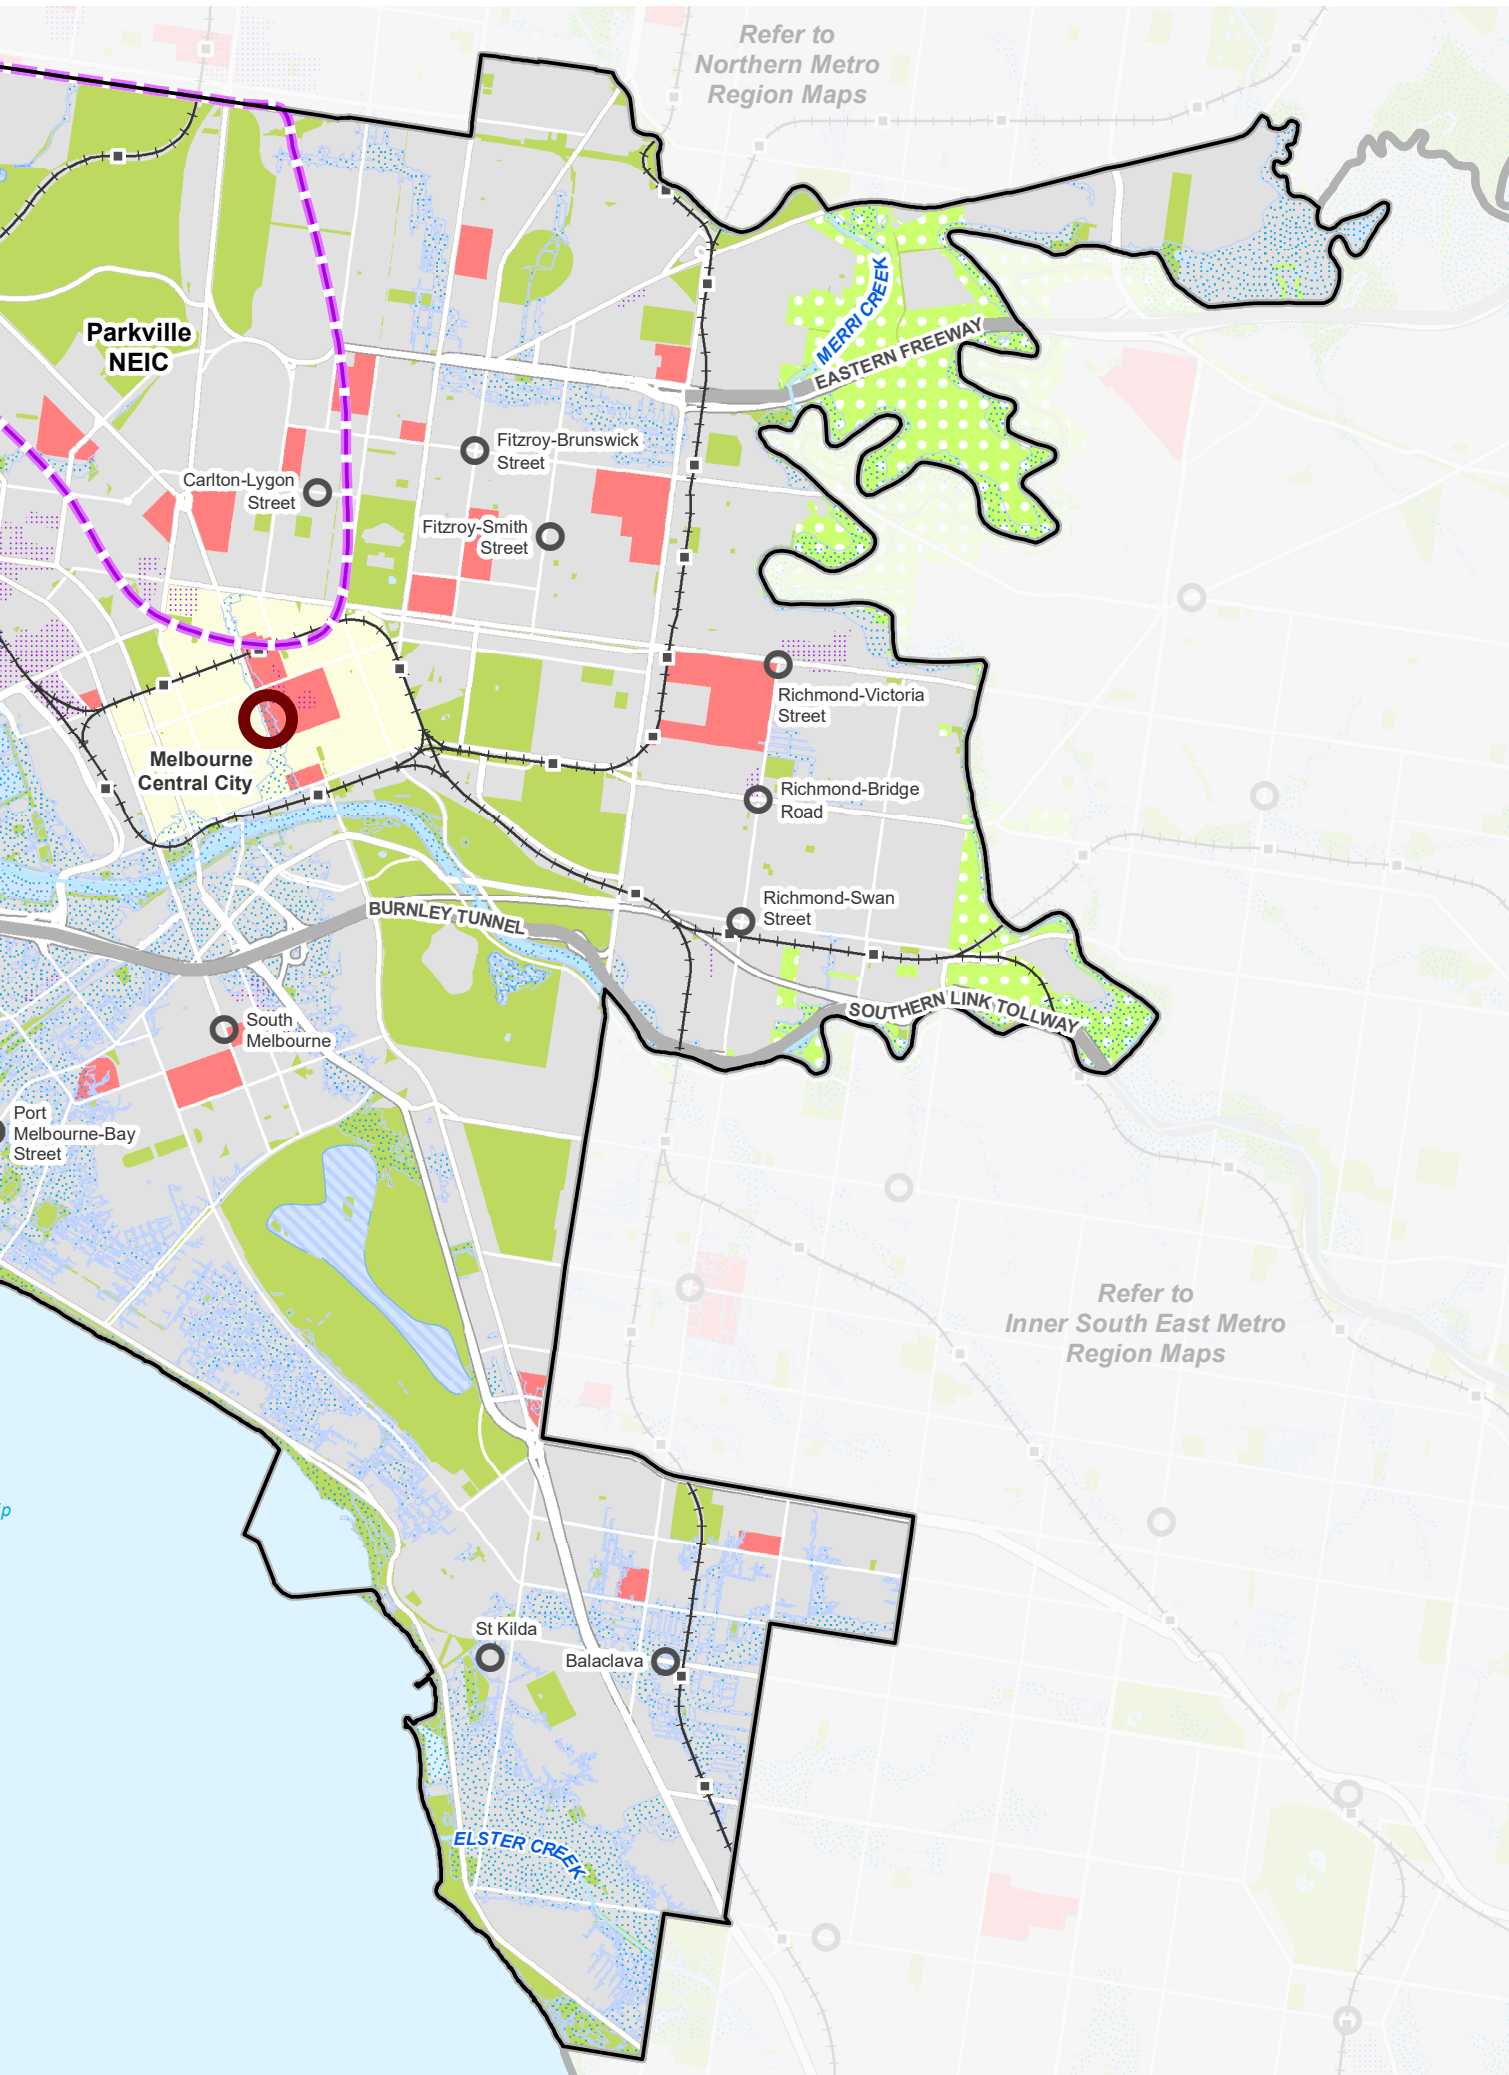 Refer to
Northern Metro
Region Maps
Parkville
NEIC
MERRI CREEK
EASTERN FREEWAY
Fitzroy-Brunswick
Street
Carlton-Lygon
Street
Fitzroy-Smith
Street
Richmond-Victoria
Street
Melbourne
Central City
Richmond-Bridge
Road
Richmond-Swan
Street
BURNLEY TUNNEL
SOUTHERN LINK TOLLWAY
South
Melbourne
Port
Melbourne-Bay
Street
Refer to
Inner South East Metro
Region Maps
ip
St Kilda
Balaclava
ELSTER CREEK